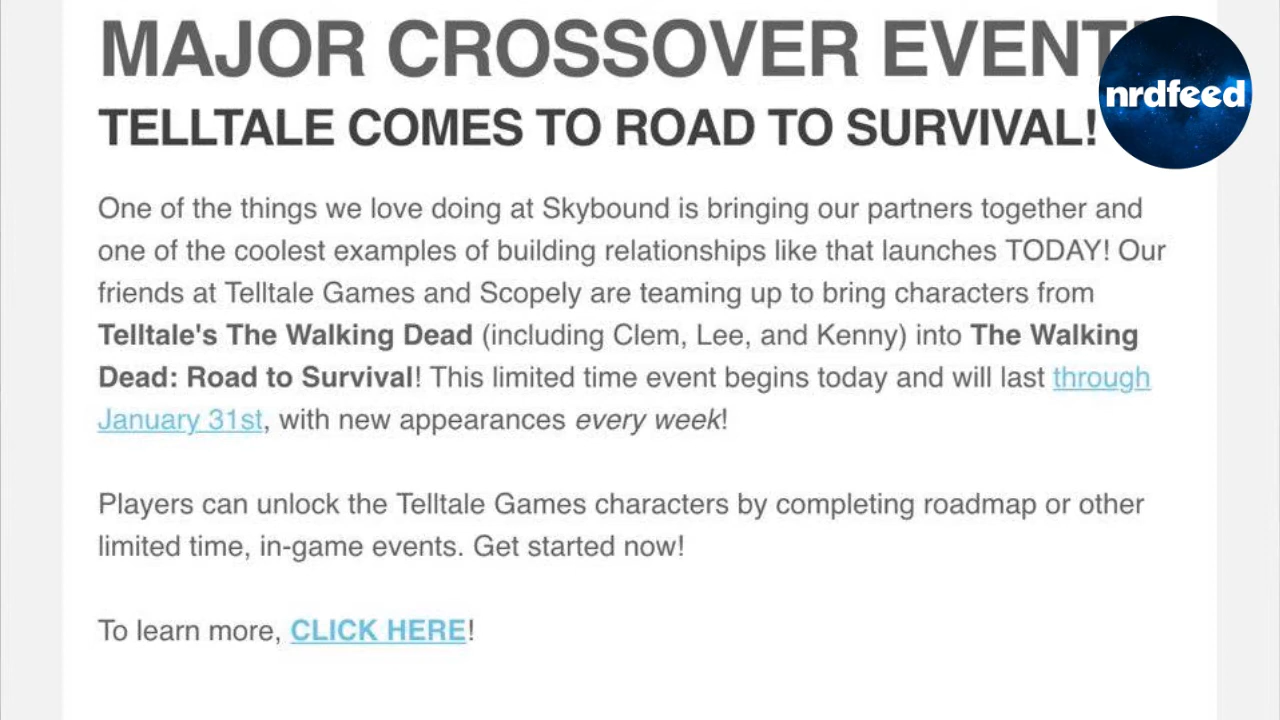 MAJOR CROSSOVER EVENT
nrdfeed
TELLTALE COMES TO ROAD TO SURVIVAL!
One of the things we love doing at Skybound is bringing our partners together and
one of the coolest examples of building relationships like that launches TODAY! Our
friends at Telltale Games and Scopely are teaming up to bring characters from
Telltale's The Walking Dead (including Clem, Lee, and Kenny) into The Walking
Dead: Road to Survival! This limited time event begins today and will last through
January 31st, with new appearances every week!
Players can unlock the Telltale Games characters by completing roadmap or other
limited time, in-game events. Get started now!
To learn more, CLICK HERE!